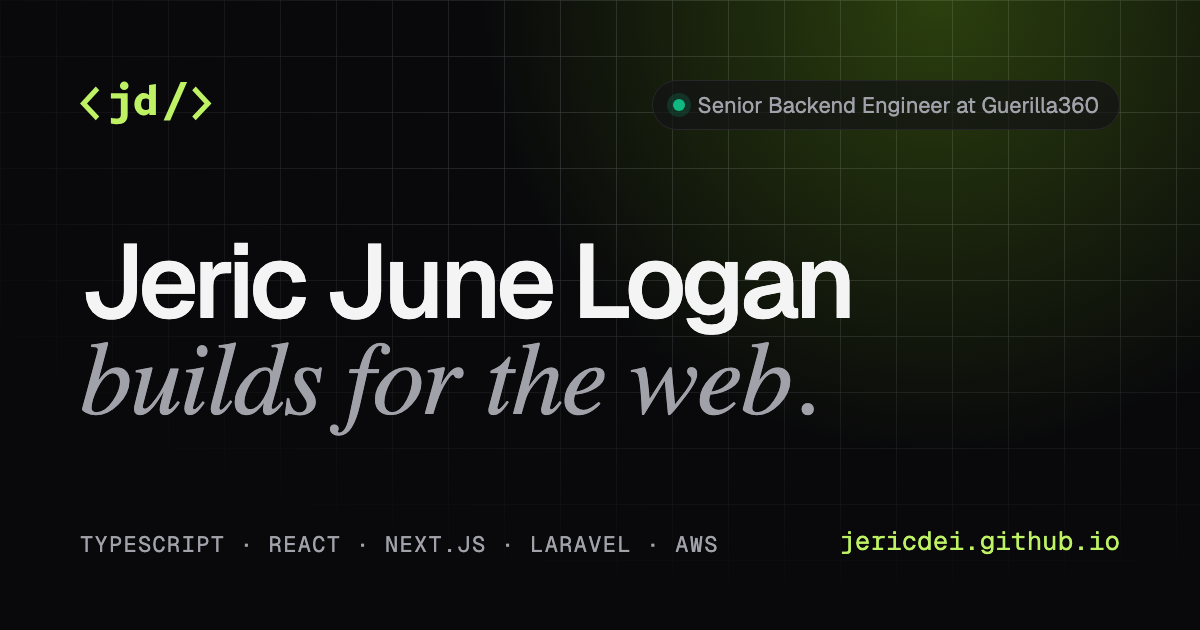 <jd/>
Senior Backend Engineer at Guerilla360
Jeric June Logan
builds for the web.
TYPESCRIPT · REACT · NEXT.JS · LARAVEL · AWS
jericdei.github.io